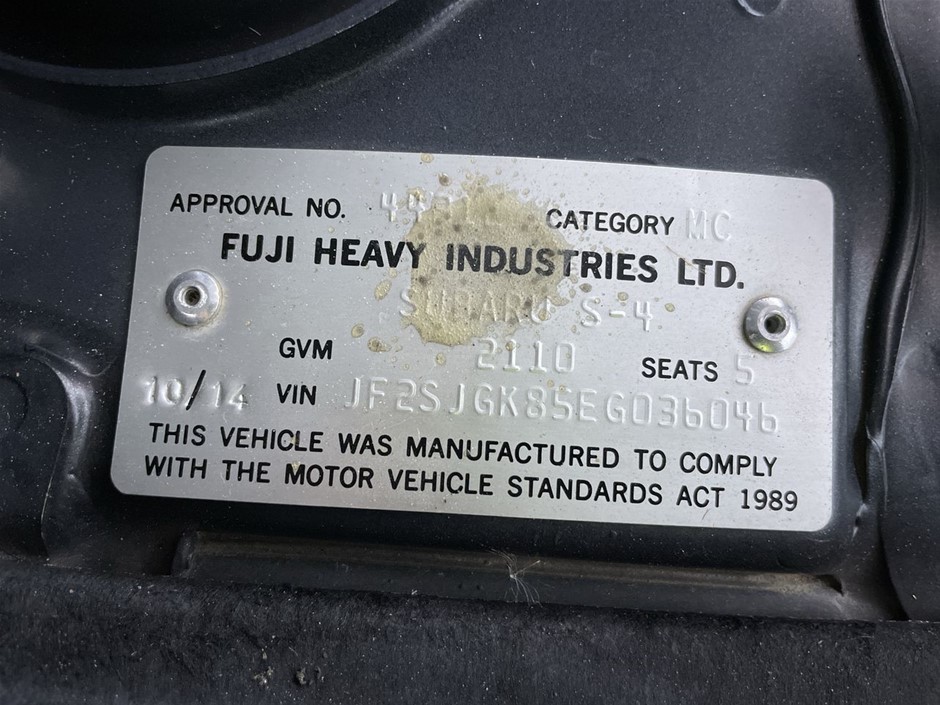 APPROVAL NO. CATEGORY MC
FUJI HEAVY INDUSTRIES LTD.
SUBARU S-4
GVM 2110 SEATS 5
10/14 VIN JF2SJGK85EG036046
THIS VEHICLE WAS MANUFACTURED TO COMPLY
WITH THE MOTOR VEHICLE STANDARDS ACT 1989